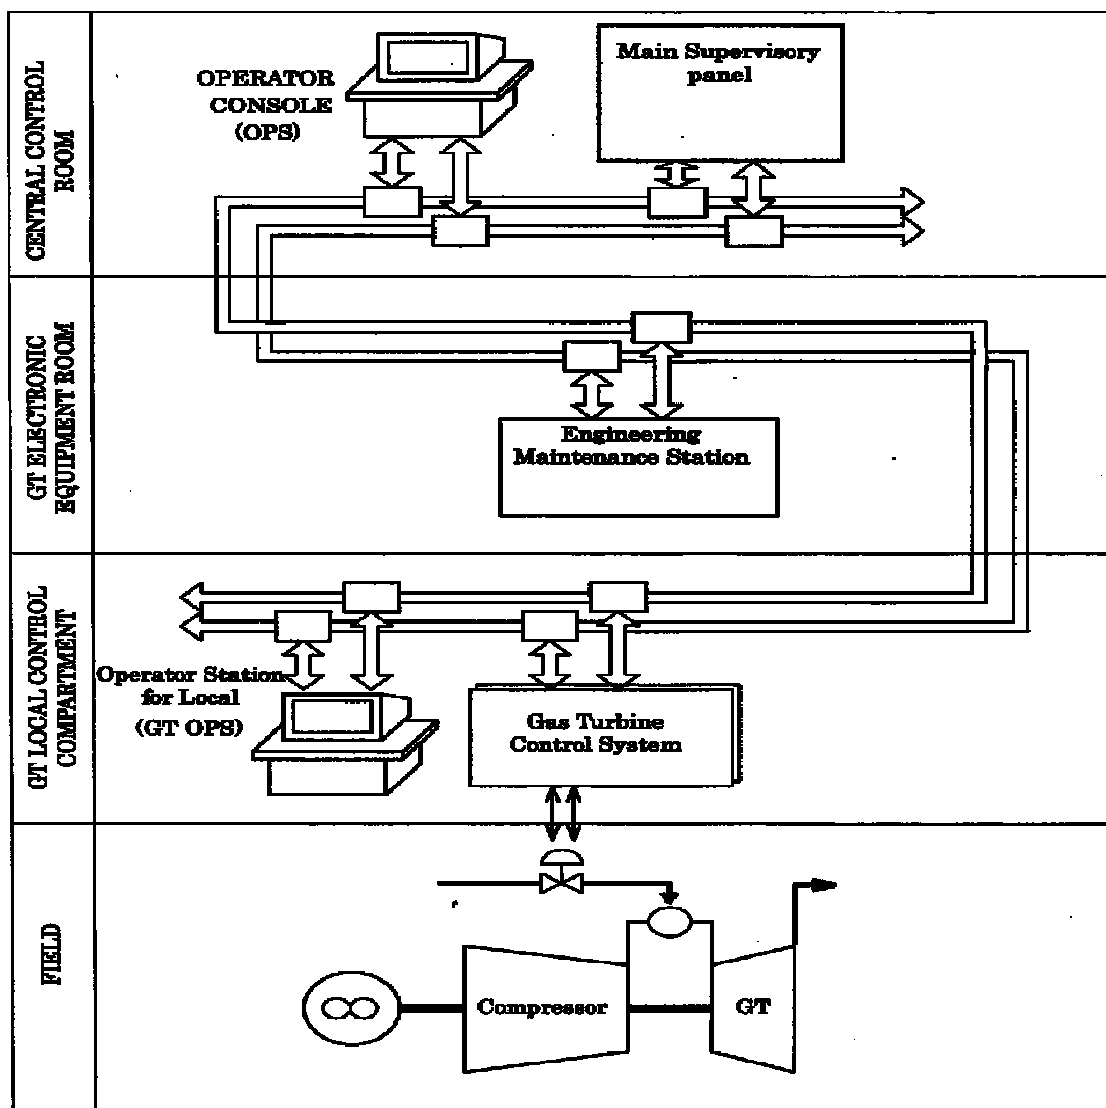 CENTRAL CONTROL
ROOM
OPERATOR
CONSOLE
(OPS)
Main Supervisory
panel
GT ELECTRONIC
EQUIPMENT ROOM
Engineering
Maintenance Station
GT LOCAL CONTROL
COMPARTMENT
Operator Station
for Local
(GT OPS)
Gas Turbine
Control System
FIELD
Compressor
GT